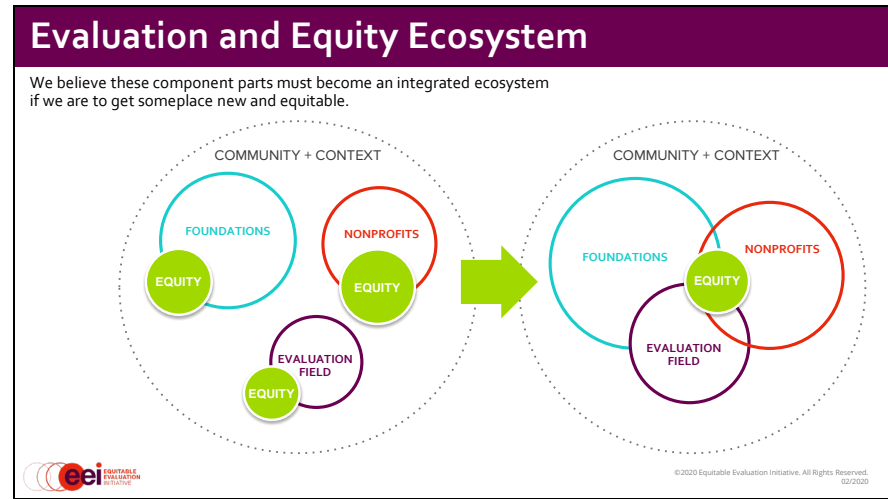 Evaluation and Equity Ecosystem
We believe these component parts must become an integrated ecosystem
if we are to get someplace new and equitable.
COMMUNITY + CONTEXT
FOUNDATIONS
NONPROFITS
EQUITY
EQUITY
EVALUATION
FIELD
EQUITY
COMMUNITY + CONTEXT
FOUNDATIONS
NONPROFITS
EQUITY
EVALUATION
FIELD
eei
EQUITABLE
EVALUATION
INITIATIVE
©2020 Equitable Evaluation Initiative. All Rights Reserved.
02/2020